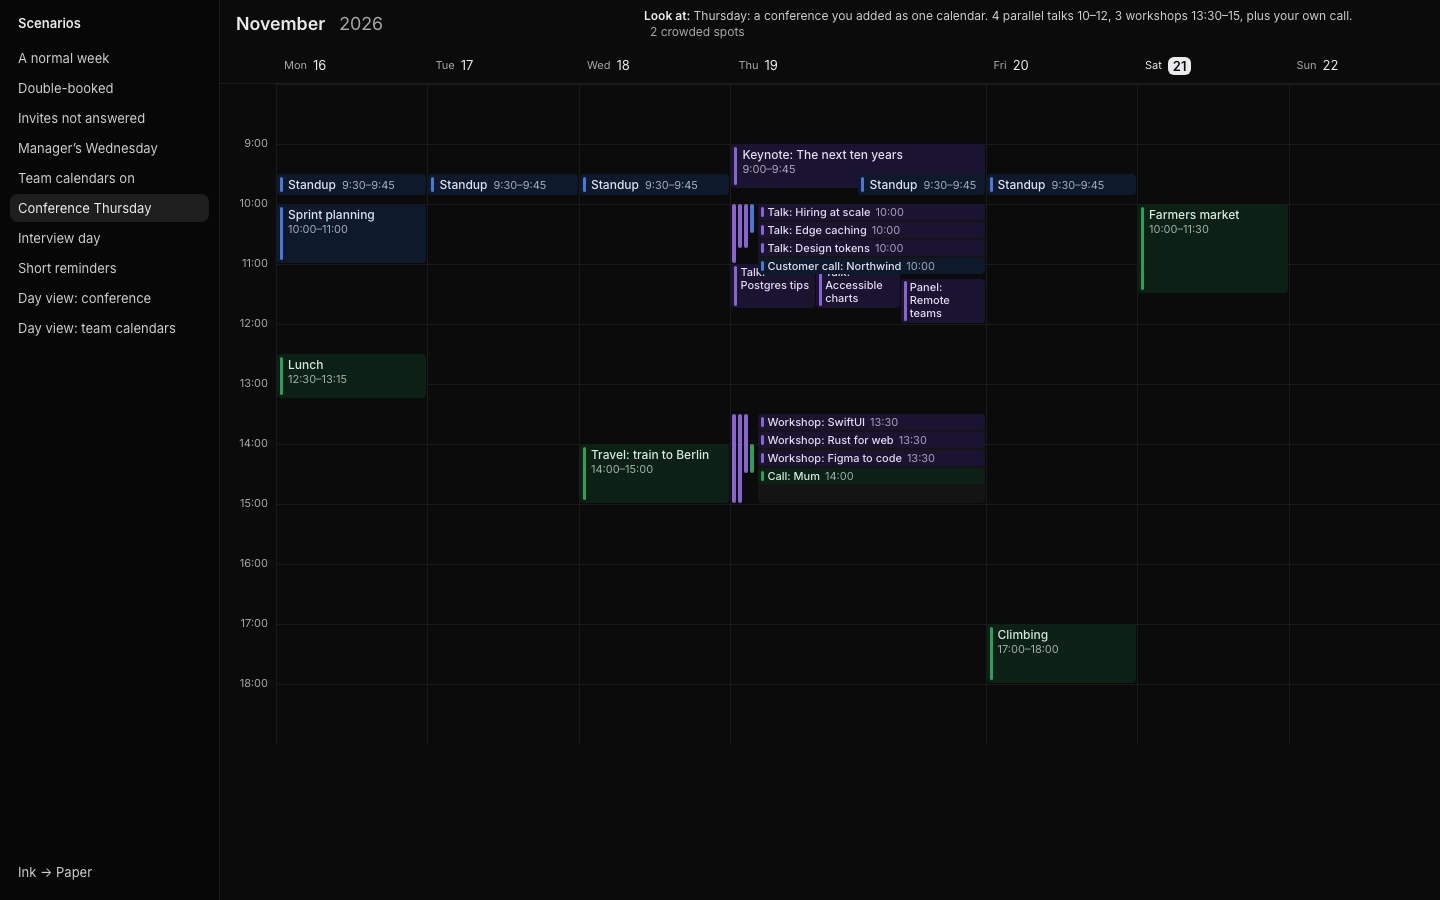 Scenarios
A normal week
Double-booked
Invites not answered
Manager’s Wednesday
Team calendars on
Conference Thursday
Interview day
Short reminders
Day view: conference
Day view: team calendars
Ink → Paper
November 2026
Look at: Thursday: a conference you added as one calendar. 4 parallel talks 10–12, 3 workshops 13:30–15, plus your own call.
2 crowded spots
Mon 16
Tue 17
Wed 18
Thu 19
Fri 20
Sat 21
Sun 22
9:00
10:00
11:00
12:00
13:00
14:00
15:00
16:00
17:00
18:00
Standup 9:30–9:45
Sprint planning
10:00–11:00
Lunch
12:30–13:15
Standup 9:30–9:45
Standup 9:30–9:45
Travel: train to Berlin
14:00–15:00
Keynote: The next ten years
9:00–9:45
Standup 9:30–9:45
Talk: Hiring at scale 10:00
Talk: Edge caching 10:00
Talk: Design tokens 10:00
Customer call: Northwind 10:00
Talk:
Postgres tips
Talk:
Accessible
charts
Panel:
Remote
teams
Workshop: SwiftUI 13:30
Workshop: Rust for web 13:30
Workshop: Figma to code 13:30
Call: Mum 14:00
Standup 9:30–9:45
Climbing
17:00–18:00
Farmers market
10:00–11:30